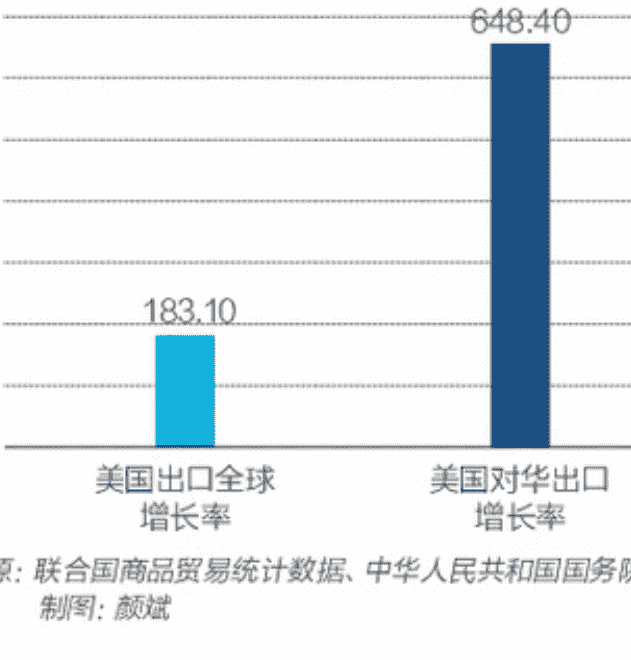 648.40
183.10
美国出口全球 美国对华出口
增长率 增长率
源：联合国商品贸易统计数据、中华人民共和国国务院
制图：颜斌